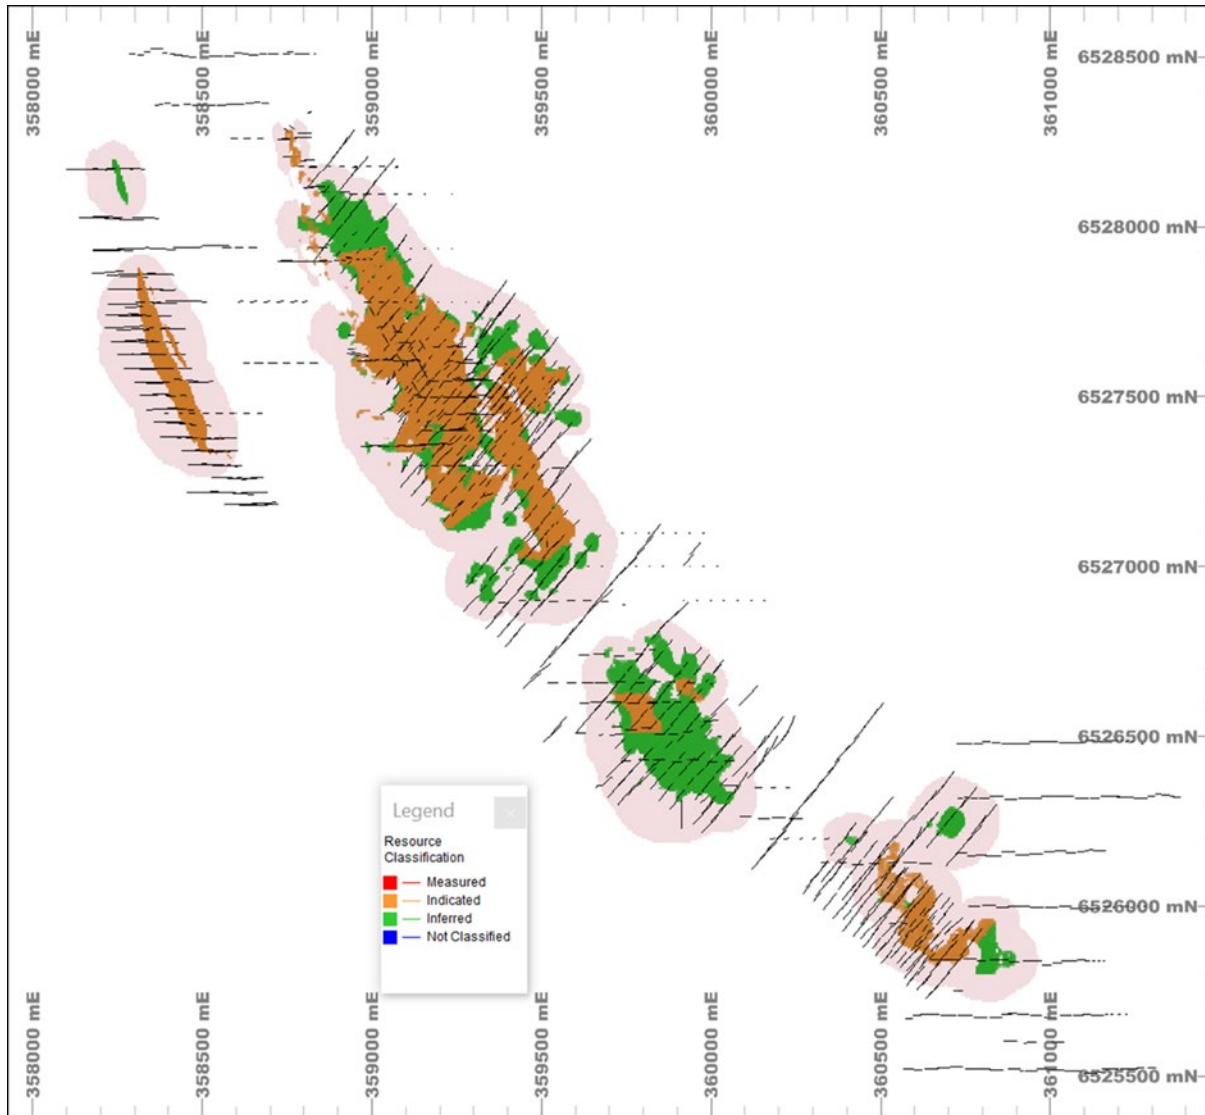 358000 mE
358500 mE
359000 mE
359500 mE
360000 mE
360500 mE
361000 mE
6528500 mN
6528000 mN
6527500 mN
6527000 mN
6526500 mN
6526000 mN
6525500 mN
Legend
Resource
Classification
Measured
Indicated
Inferred
Not Classified
358000 mE
358500 mE
359000 mE
359500 mE
360000 mE
360500 mE
361000 mE